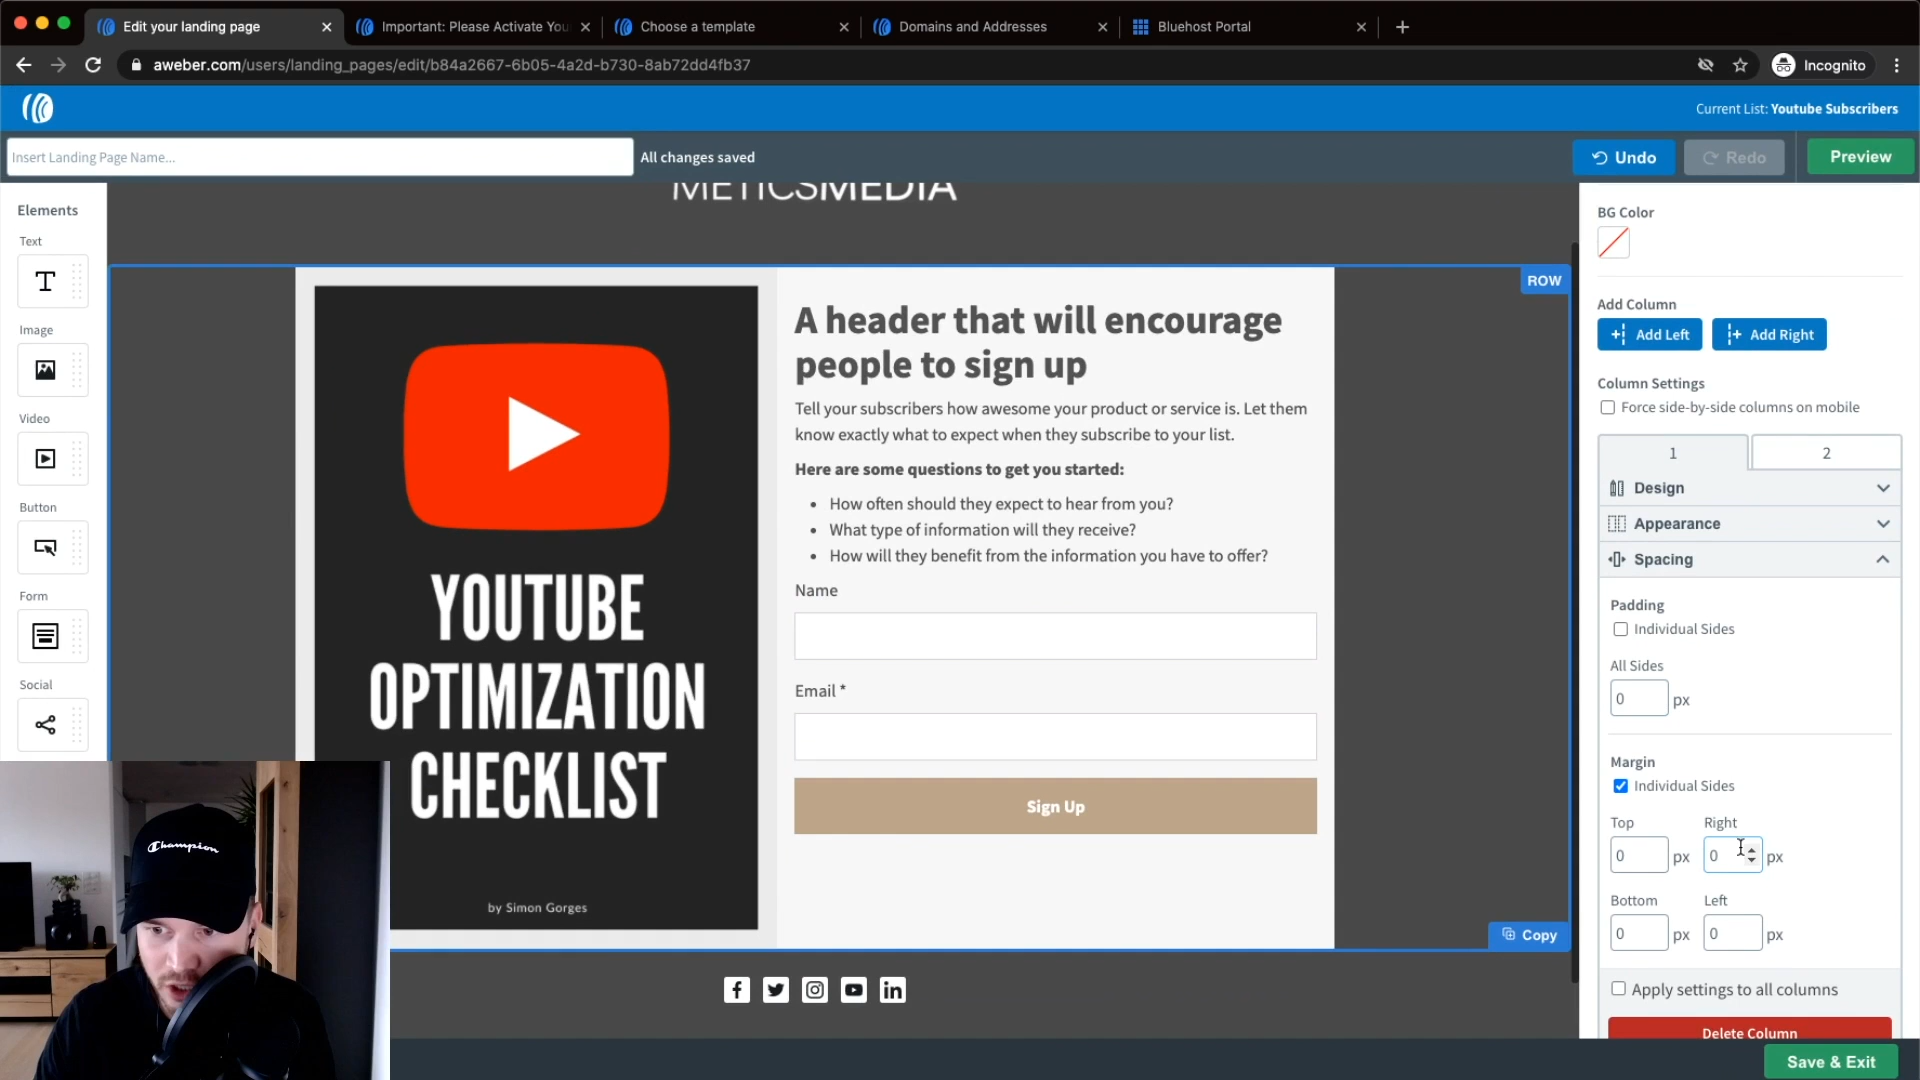 Edit your landing page
Important: Please Activate You
Choose a template
Domains and Addresses
Bluehost Portal
aweber.com/users/landing_pages/edit/b84a2667-6b05-4a2d-b730-8ab72dd4fb37
Incognito
Current List: Youtube Subscribers
Insert Landing Page Name...
All changes saved
Undo
Redo
Preview
Elements
Text
Image
Video
Button
Form
Social
METICSMEDIA
ROW
YOUTUBE
OPTIMIZATION
CHECKLIST
by Simon Gorges
A header that will encourage
people to sign up
Tell your subscribers how awesome your product or service is. Let them
know exactly what to expect when they subscribe to your list.
Here are some questions to get you started:
• How often should they expect to hear from you?
• What type of information will they receive?
• How will they benefit from the information you have to offer?
Name
Email *
Sign Up
Copy
BG Color
Add Column
Add Left
Add Right
Column Settings
Force side-by-side columns on mobile
1
2
Design
Appearance
Spacing
Padding
Individual Sides
All Sides
0 px
Margin
Individual Sides
Top Right
0 px 0 px
Bottom Left
0 px 0 px
Apply settings to all columns
Delete Column
Save & Exit
Champion